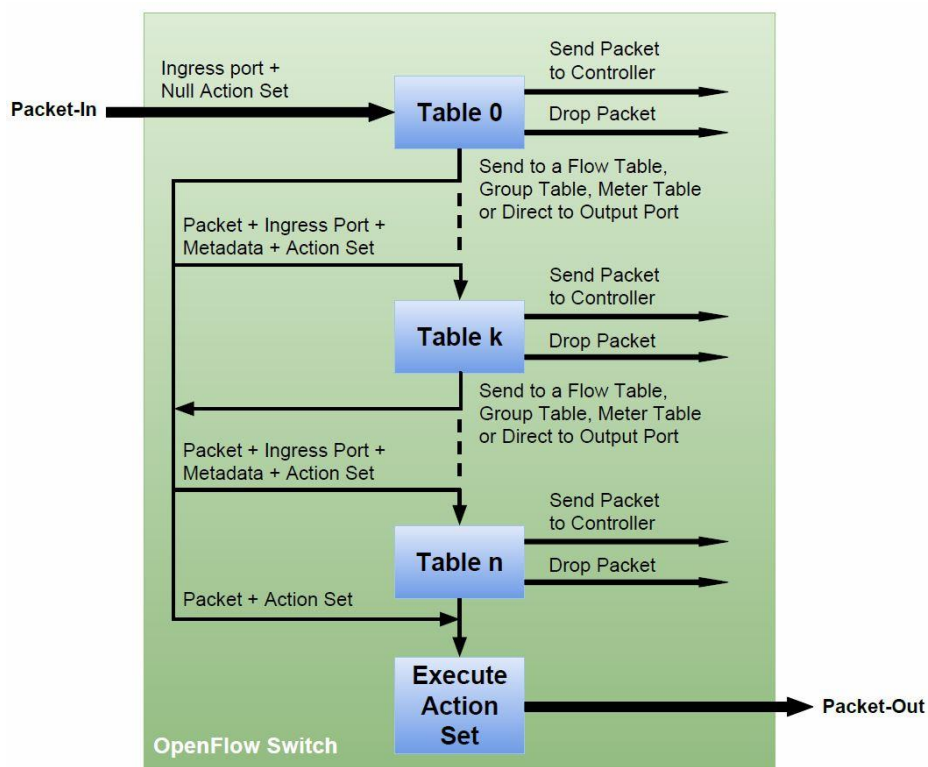 Ingress port +
Null Action Set
Packet-In
Table 0
Send Packet
to Controller
Drop Packet
Send to a Flow Table,
Group Table, Meter Table
or Direct to Output Port
Packet + Ingress Port +
Metadata + Action Set
Table k
Send Packet
to Controller
Drop Packet
Send to a Flow Table,
Group Table, Meter Table
or Direct to Output Port
Packet + Ingress Port +
Metadata + Action Set
Table n
Send Packet
to Controller
Drop Packet
Packet + Action Set
Execute
Action
Set
Packet-Out
OpenFlow Switch